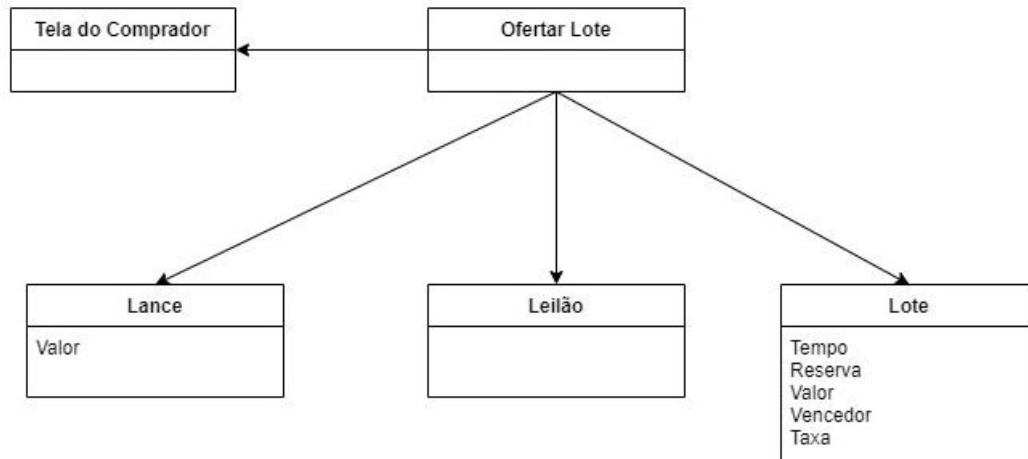 Tela do Comprador
Ofertar Lote
Lance
Valor
Leilão
Lote
Tempo
Reserva
Valor
Vencedor
Taxa